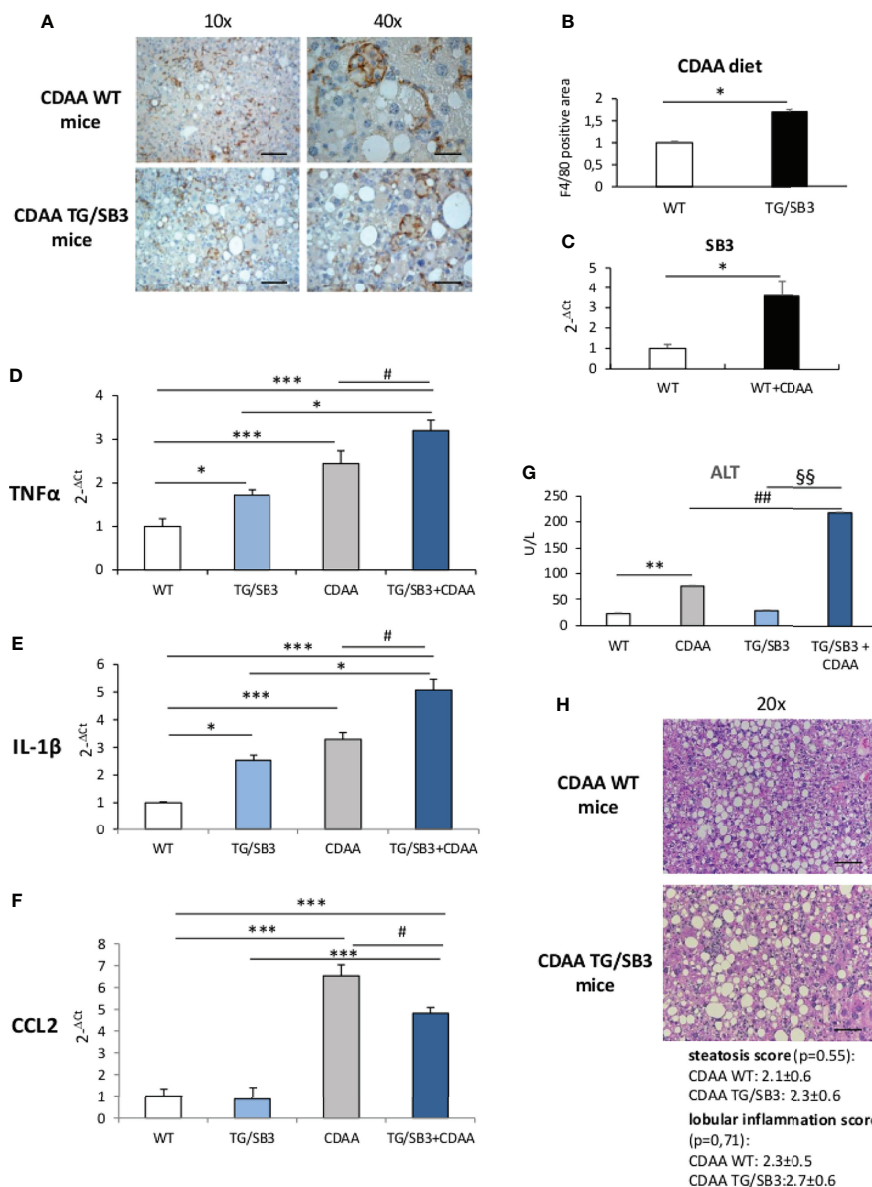 A
10x
40x
CDAA WT
mice
CDAA TG/SB3
mice
B
CDAA diet
F4/80 positive area
2
1,5
1
0,5
0
*
WT
TG/SB3
C
SB3
2-ΔCt
5
4
3
2
1
0
*
WT
WT+CDAA
D
TNFα
2-ΔCt
4
3
2
1
0
***
#
*
***
*
WT
TG/SB3
CDAA
TG/SB3+CDAA
E
IL-1β
2-ΔCt
6
5
4
3
2
1
0
***
#
*
***
*
WT
TG/SB3
CDAA
TG/SB3+CDAA
F
CCL2
2-ΔCt
8
7
6
5
4
3
2
1
0
***
***
#
***
WT
TG/SB3
CDAA
TG/SB3+CDAA
G
ALT
U/L
250
200
150
100
50
0
§§
##
**
WT
CDAA
TG/SB3
TG/SB3 +
CDAA
H
20x
CDAA WT
mice
CDAA TG/SB3
mice
steatosis score (p=0.55):
CDAA WT: 2.1±0.6
CDAA TG/SB3: 2.3±0.6
lobular inflammation score
(p=0,71):
CDAA WT: 2.3±0.5
CDAA TG/SB3:2.7±0.6